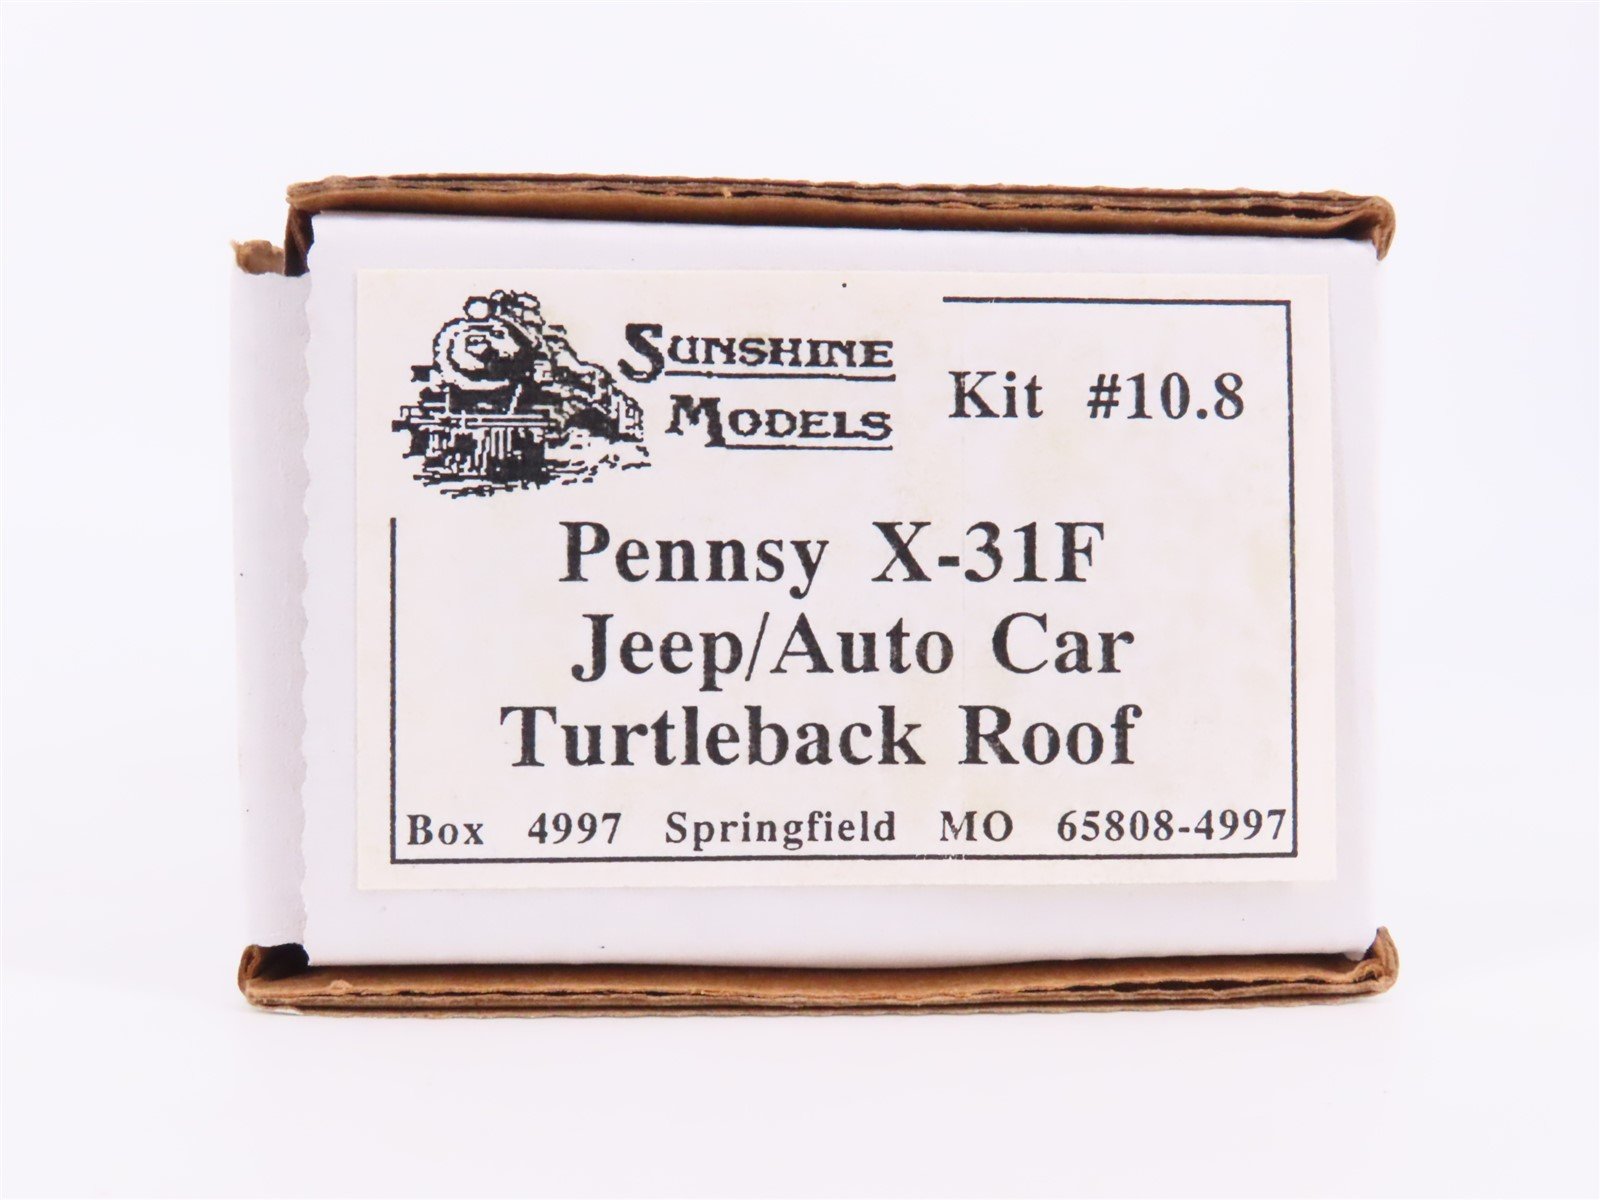 SUNSHINE
MODELS
Kit #10.8
Pennsy X-31F
Jeep/Auto Car
Turtleback Roof
Box 4997 Springfield MO 65808-4997